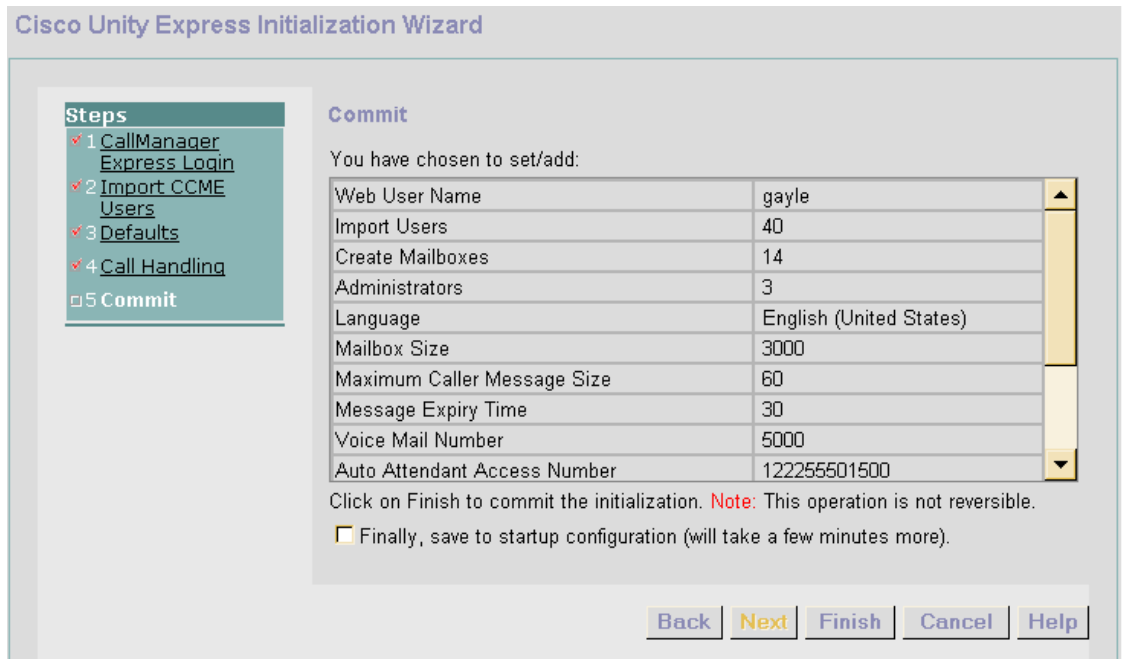 Cisco Unity Express Initialization Wizard
Steps
1 CallManager
Express Login
2 Import CCME
Users
3 Defaults
4 Call Handling
5 Commit
Commit
You have chosen to set/add:
Web User Name gayle
Import Users 40
Create Mailboxes 14
Administrators 3
Language English (United States)
Mailbox Size 3000
Maximum Caller Message Size 60
Message Expiry Time 30
Voice Mail Number 5000
Auto Attendant Access Number 122255501500
Click on Finish to commit the initialization. Note: This operation is not reversible.
Finally, save to startup configuration (will take a few minutes more).
Back Next Finish Cancel Help